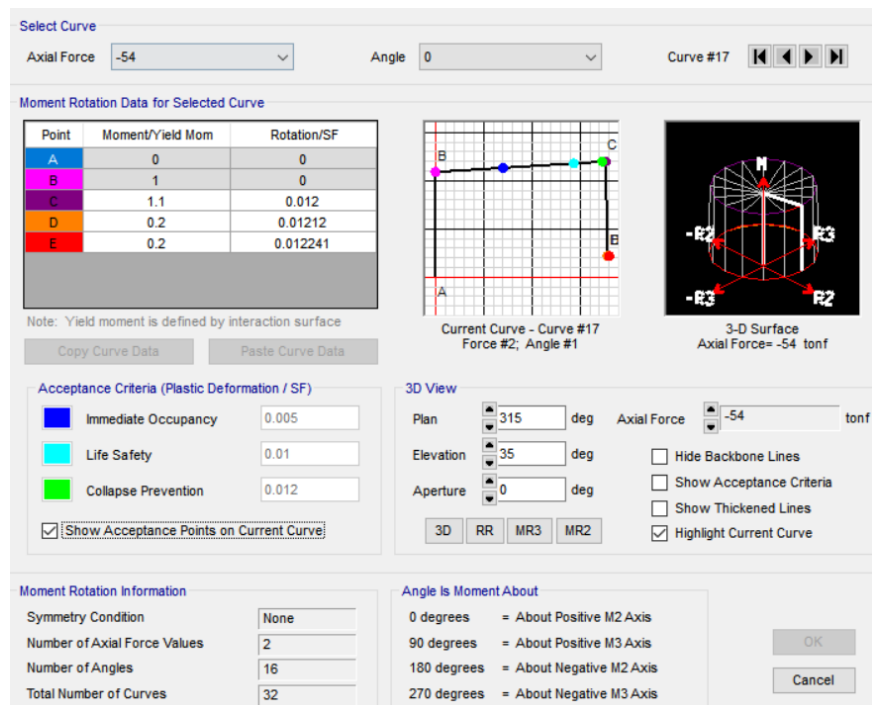 Select Curve
Axial Force -54 Angle 0 Curve #17
Moment Rotation Data for Selected Curve
Point Moment/Yield Mom Rotation/SF
A 0 0
B 1 0
C 1.1 0.012
D 0.2 0.01212
E 0.2 0.012241
B
C
E
A
M
-R2
R3
-R3
R2
Note: Yield moment is defined by interaction surface
Copy Curve Data Paste Curve Data
Current Curve - Curve #17
Force #2; Angle #1
3-D Surface
Axial Force= -54 tonf
Acceptance Criteria (Plastic Deformation / SF)
Immediate Occupancy 0.005
Life Safety 0.01
Collapse Prevention 0.012
Show Acceptance Points on Current Curve
3D View
Plan 315 deg Axial Force -54 tonf
Elevation 35 deg Hide Backbone Lines
Aperture 0 deg Show Acceptance Criteria
Show Thickened Lines
3D RR MR3 MR2 Highlight Current Curve
Moment Rotation Information
Symmetry Condition None
Number of Axial Force Values 2
Number of Angles 16
Total Number of Curves 32
Angle Is Moment About
0 degrees = About Positive M2 Axis
90 degrees = About Positive M3 Axis
180 degrees = About Negative M2 Axis
270 degrees = About Negative M3 Axis
OK
Cancel